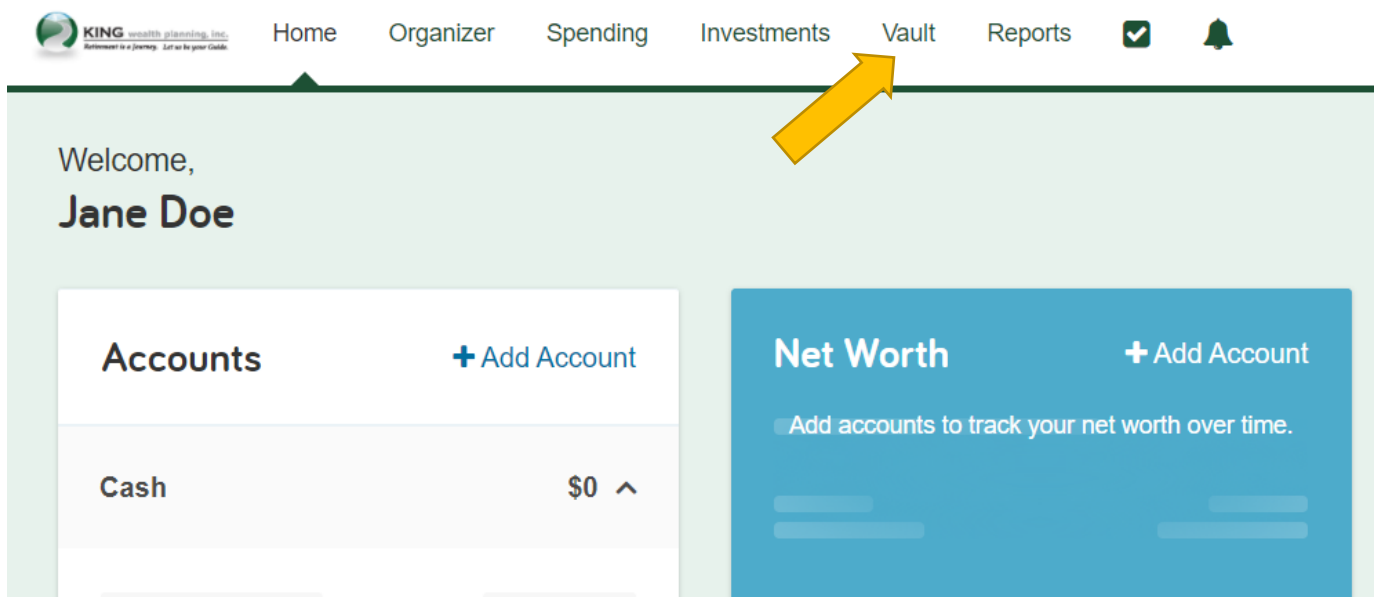 KING wealth planning, inc.
Retirement is a Journey. Let us be your Guide.
Home Organizer Spending Investments Vault Reports
Welcome,
Jane Doe
Accounts + Add Account
Cash $0
Net Worth + Add Account
Add accounts to track your net worth over time.